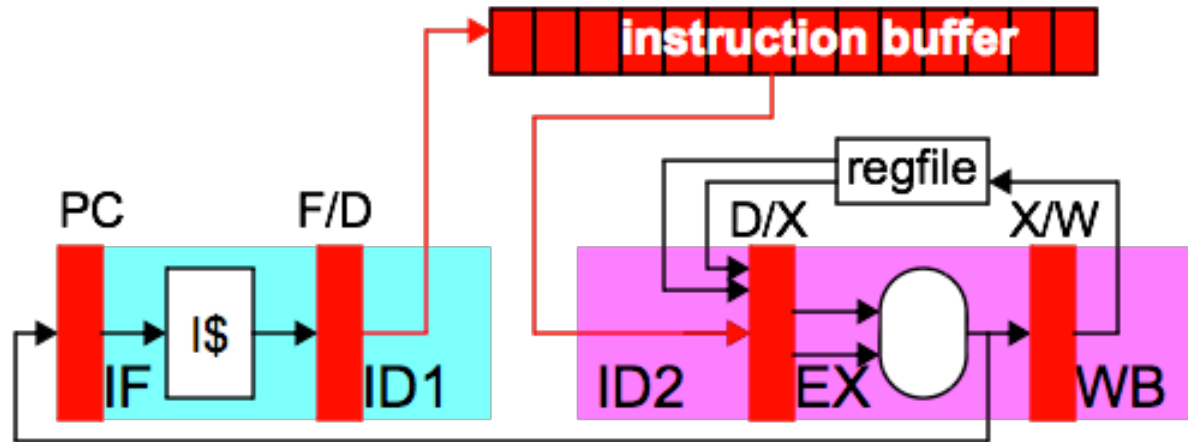 instruction buffer
regfile
PC
F/D
D/X
X/W
I$
IF
ID1
ID2
EX
WB